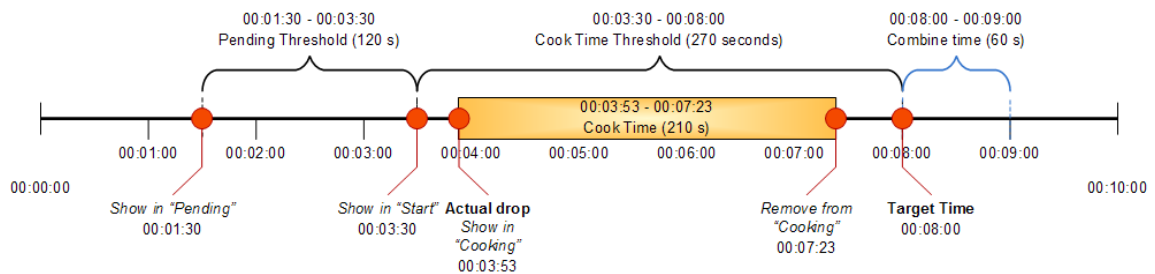 00:01:30 - 00:03:30
Pending Threshold (120 s)
00:03:30 - 00:08:00
Cook Time Threshold (270 seconds)
00:08:00 - 00:09:00
Combine time (60 s)
00:03:53 - 00:07:23
Cook Time (210 s)
00:01:00
00:02:00
00:03:00
00:04:00
00:05:00
00:06:00
00:07:00
00:08:00
00:09:00
00:00:00
00:10:00
Show in “Pending”
00:01:30
Show in “Start”
00:03:30
Actual drop
Show in
“Cooking”
00:03:53
Remove from
“Cooking”
00:07:23
Target Time
00:08:00